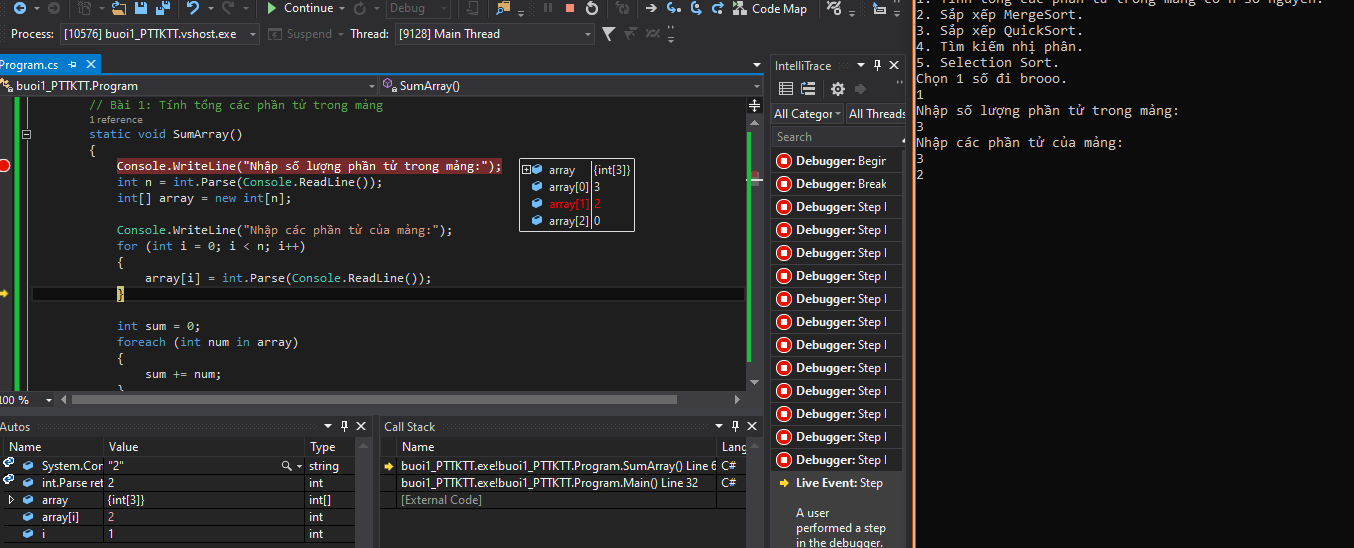 Continue
Debug
Code Map
Process:
[10576] buoi1_PTTKTT.vshost.exe
Suspend
Thread:
[9128] Main Thread
Program.cs
buoi1_PTTKTT.Program
SumArray()
// Bài 1: Tính tổng các phần tử trong mảng
1 reference
static void SumArray()
{
Console.WriteLine("Nhập số lượng phần tử trong mảng:");
int n = int.Parse(Console.ReadLine());
int[] array = new int[n];
Console.WriteLine("Nhập các phần tử của mảng:");
for (int i = 0; i < n; i++)
{
array[i] = int.Parse(Console.ReadLine());
}
int sum = 0;
foreach (int num in array)
{
sum += num;
}
array {int[3]}
array[0] 3
array[1] 2
array[2] 0
100 %
Autos
Name Value Type
System.Con "2" string
int.Parse ret 2 int
array {int[3]} int[]
array[i] 2 int
i 1 int
Call Stack
Name Lang
buoi1_PTTKTT.exe!buoi1_PTTKTT.Program.SumArray() Line 6 C#
buoi1_PTTKTT.exe!buoi1_PTTKTT.Program.Main() Line 32 C#
[External Code]
IntelliTrace
All Categor All Threads
Search
Debugger: Begin
Debugger: Break
Debugger: Step I
Debugger: Step I
Debugger: Step I
Debugger: Step I
Debugger: Step I
Debugger: Step I
Debugger: Step I
Debugger: Step I
Debugger: Step I
Debugger: Step I
Debugger: Step I
Debugger: Step I
Live Event: Step
A user
performed a step
in the debugger.
1. Tính tổng các phần tử trong mảng có n số nguyên.
2. Sắp xếp MergeSort.
3. Sắp xếp QuickSort.
4. Tìm kiếm nhị phân.
5. Selection Sort.
Chọn 1 số đi brooo.
1
Nhập số lượng phần tử trong mảng:
3
Nhập các phần tử của mảng:
3
2